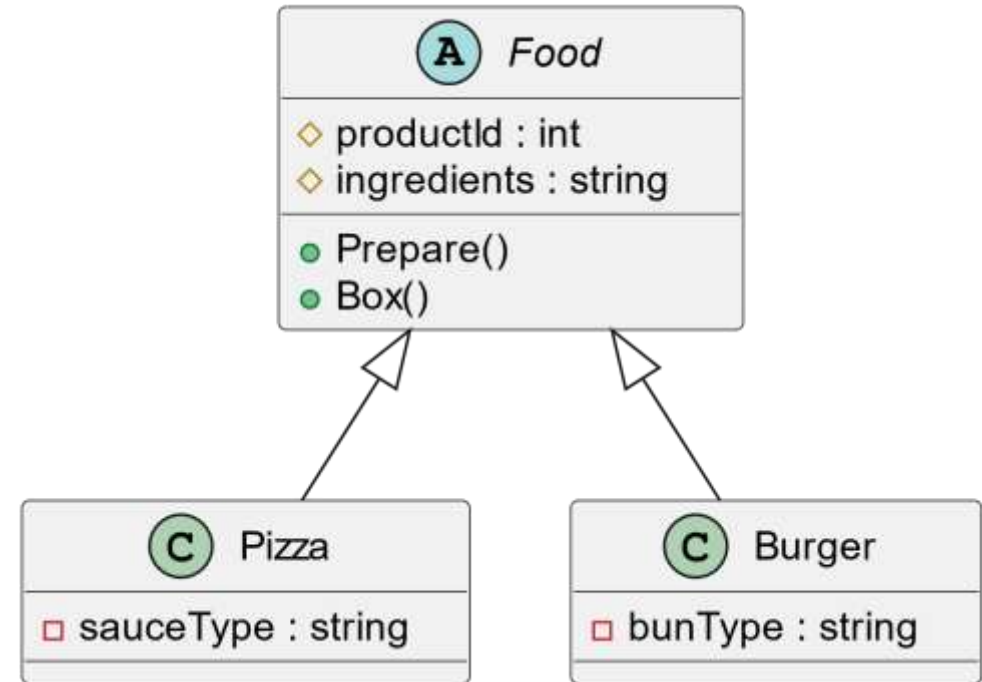 A Food
productId : int
ingredients : string
Prepare()
Box()
C Pizza
sauceType : string
C Burger
bunType : string